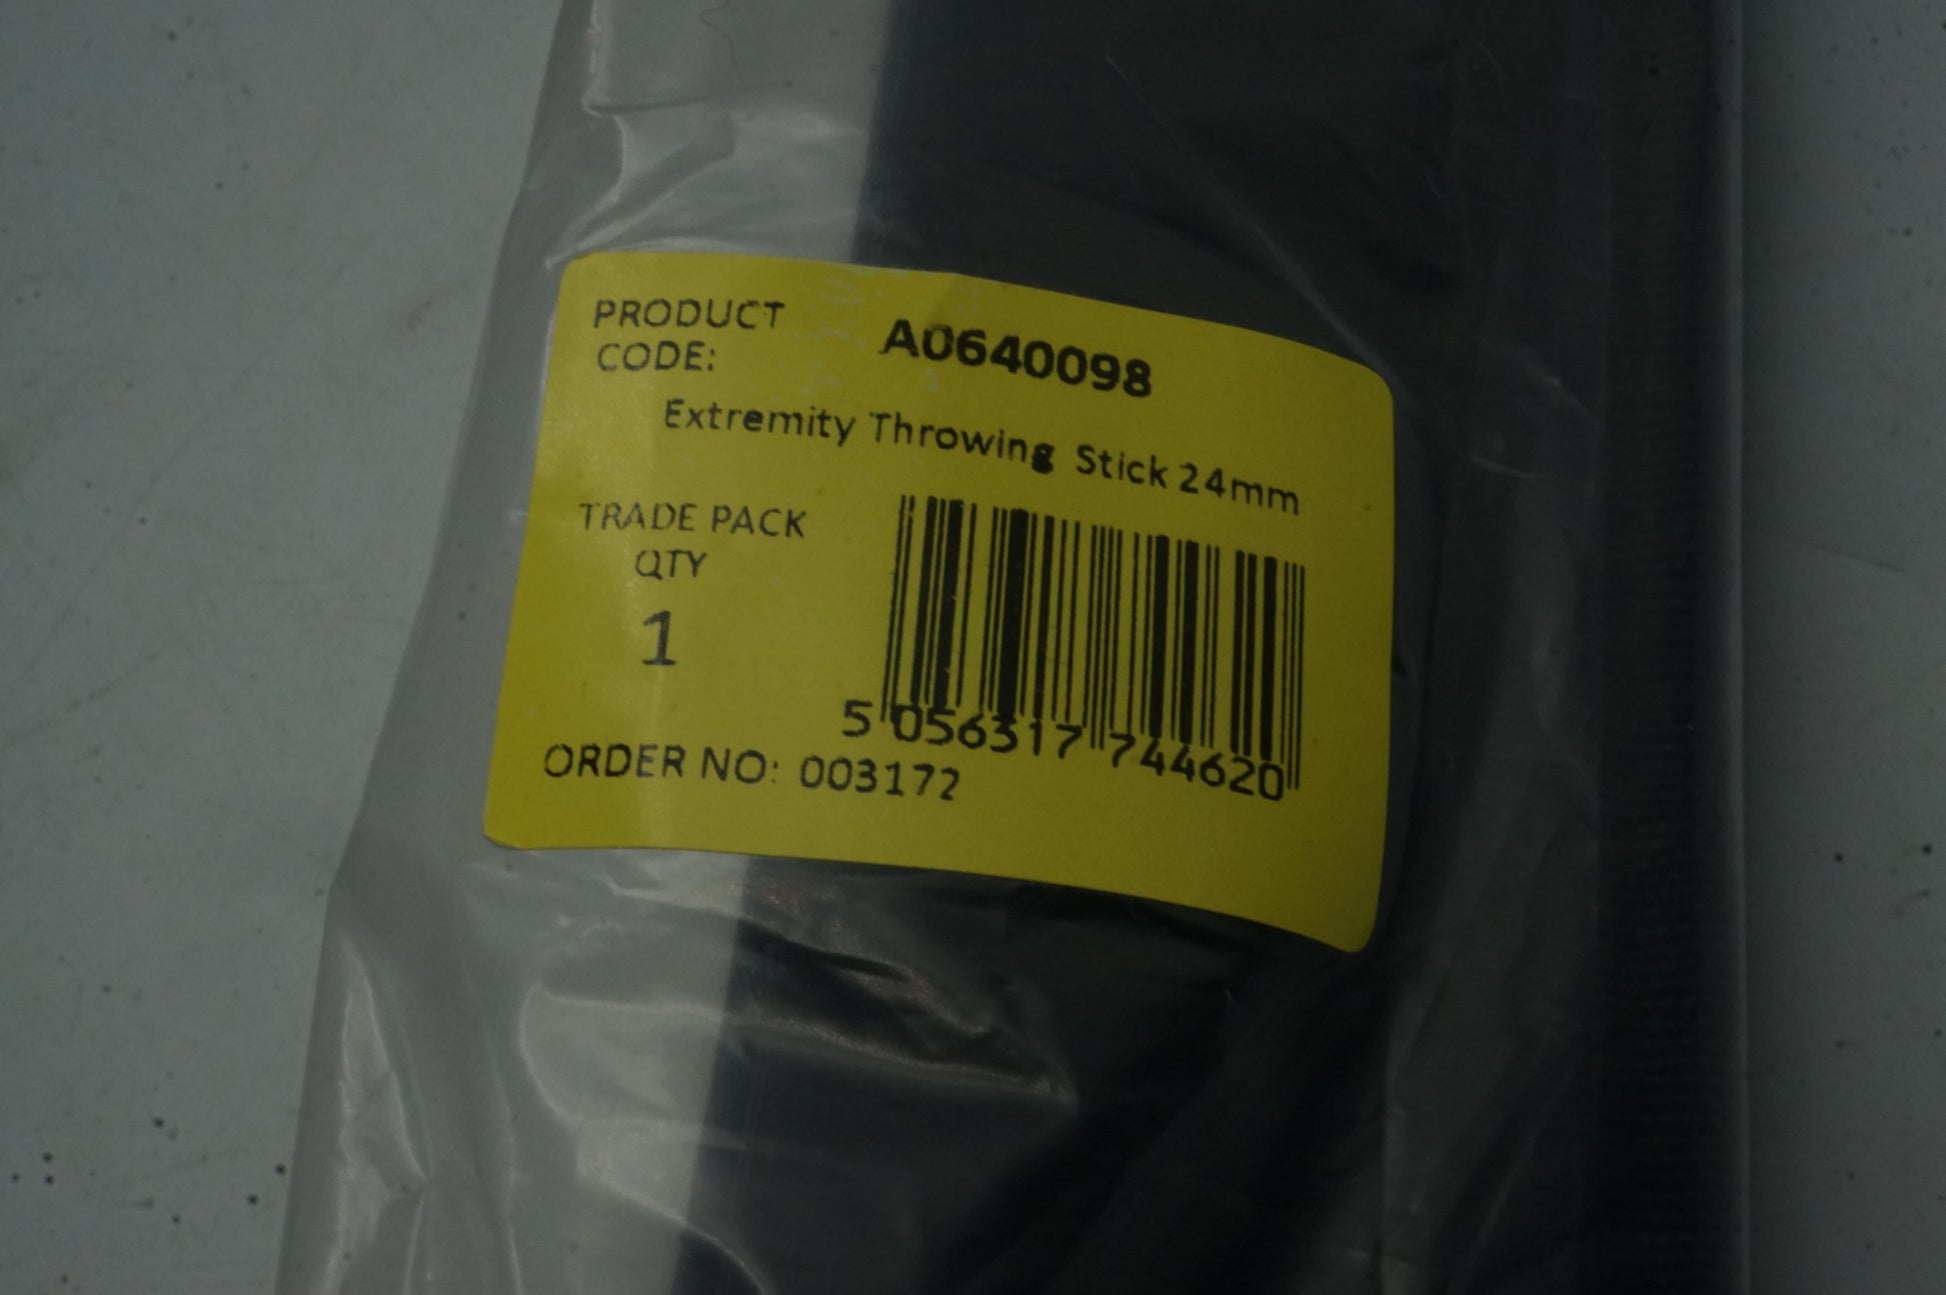 PRODUCT
CODE:
A0640098
Extremity Throwing Stick 24mm
TRADE PACK
QTY
1
5 056317 744620
ORDER NO: 003172